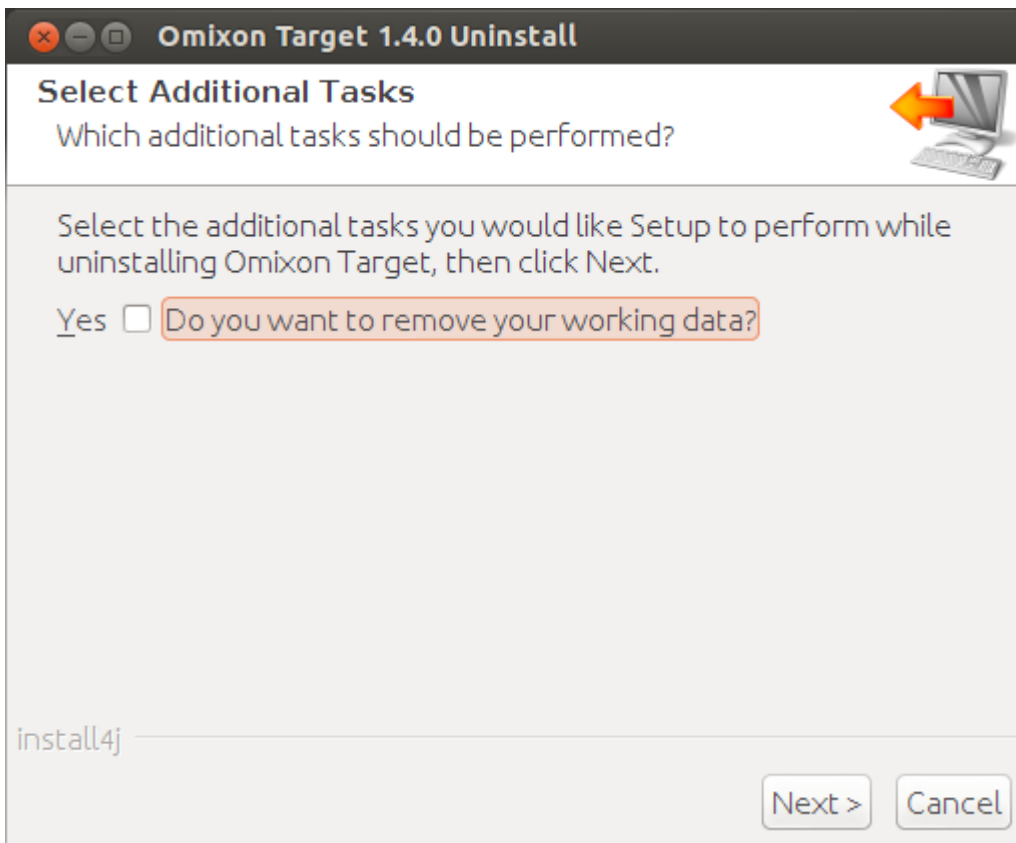 Omixon Target 1.4.0 Uninstall
Select Additional Tasks
Which additional tasks should be performed?
Select the additional tasks you would like Setup to perform while
uninstalling Omixon Target, then click Next.
Yes Do you want to remove your working data?
install4j
Next > Cancel